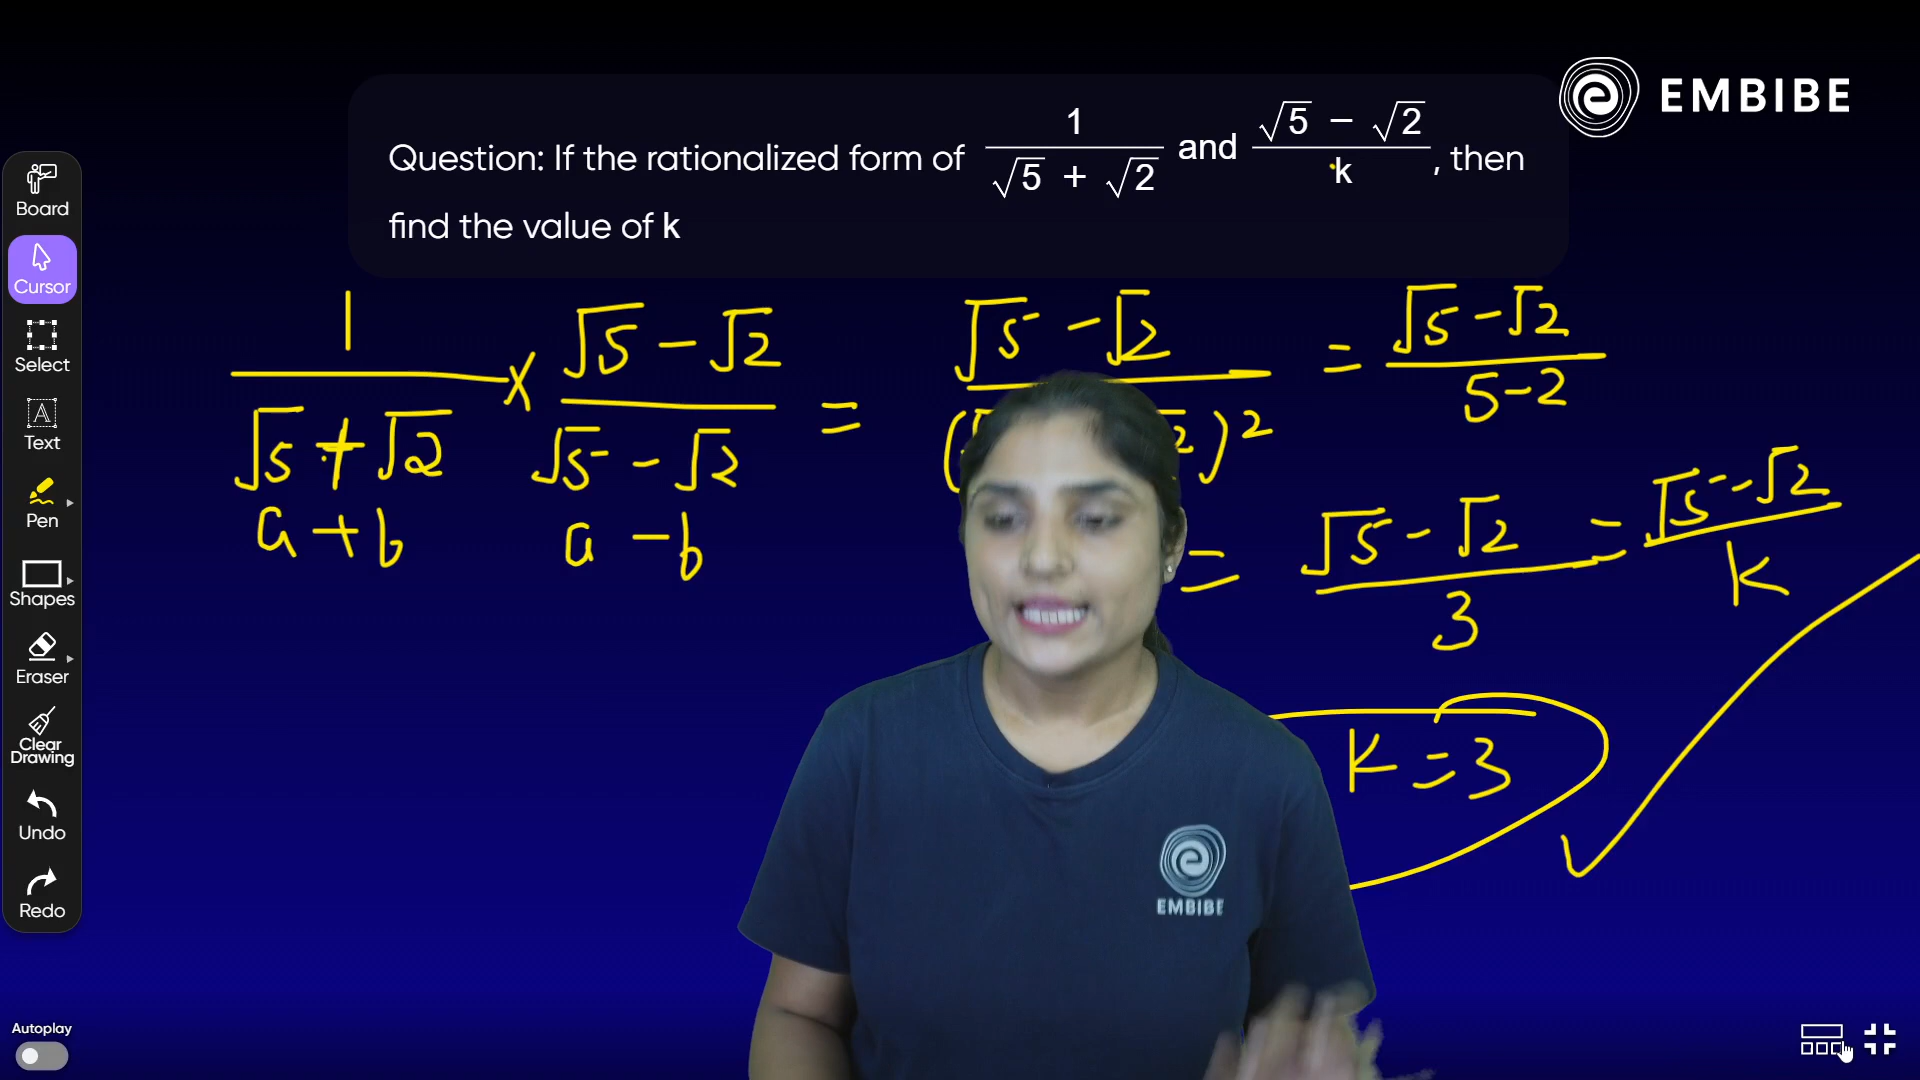 EMBIBE
Question: If the rationalized form of 1/(√5 + √2) and (√5 − √2)/k, then
find the value of k
Board
Cursor
Select
Text
Pen
Shapes
Eraser
Clear
Drawing
Undo
Redo
Autoplay
1/(√5 + √2) × (√5 − √2)/(√5 − √2) = (√5 − √2)/( )² = (√5 − √2)/(5 − 2)
a + b a − b
= (√5 − √2)/3 = (√5 − √2)/k
k = 3
EMBIBE